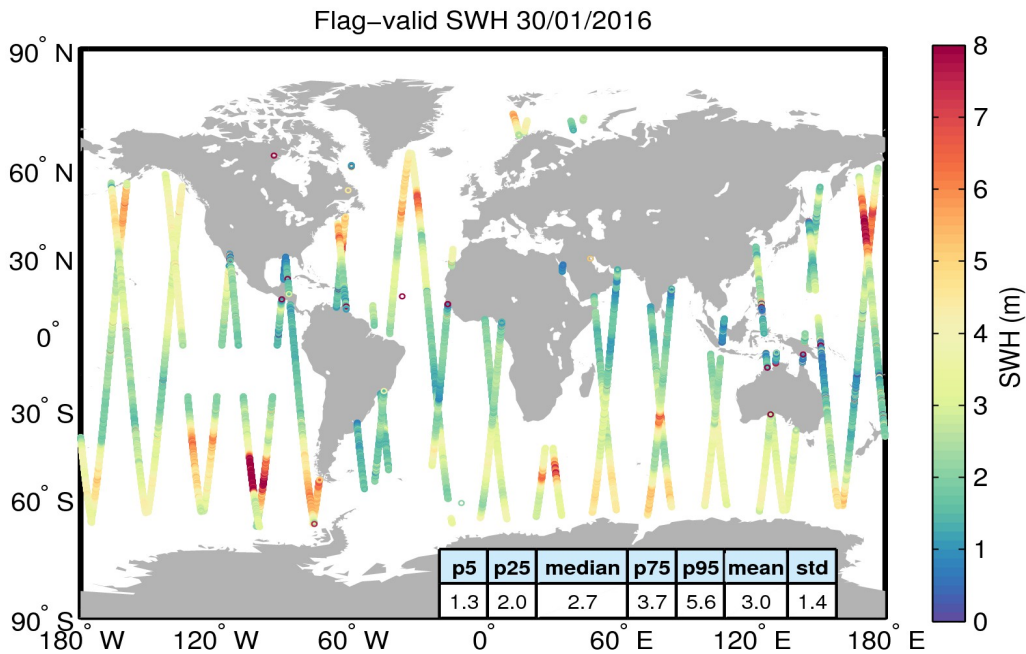 Flag−valid SWH 30/01/2016
90° N
60° N
30° N
0°
30° S
60° S
90° S
180° W
120° W
60° W
0°
60° E
120° E
180° E
p5 p25 median p75 p95 mean std
1.3 2.0 2.7 3.7 5.6 3.0 1.4
8
7
6
5
4
3
2
1
0
SWH (m)